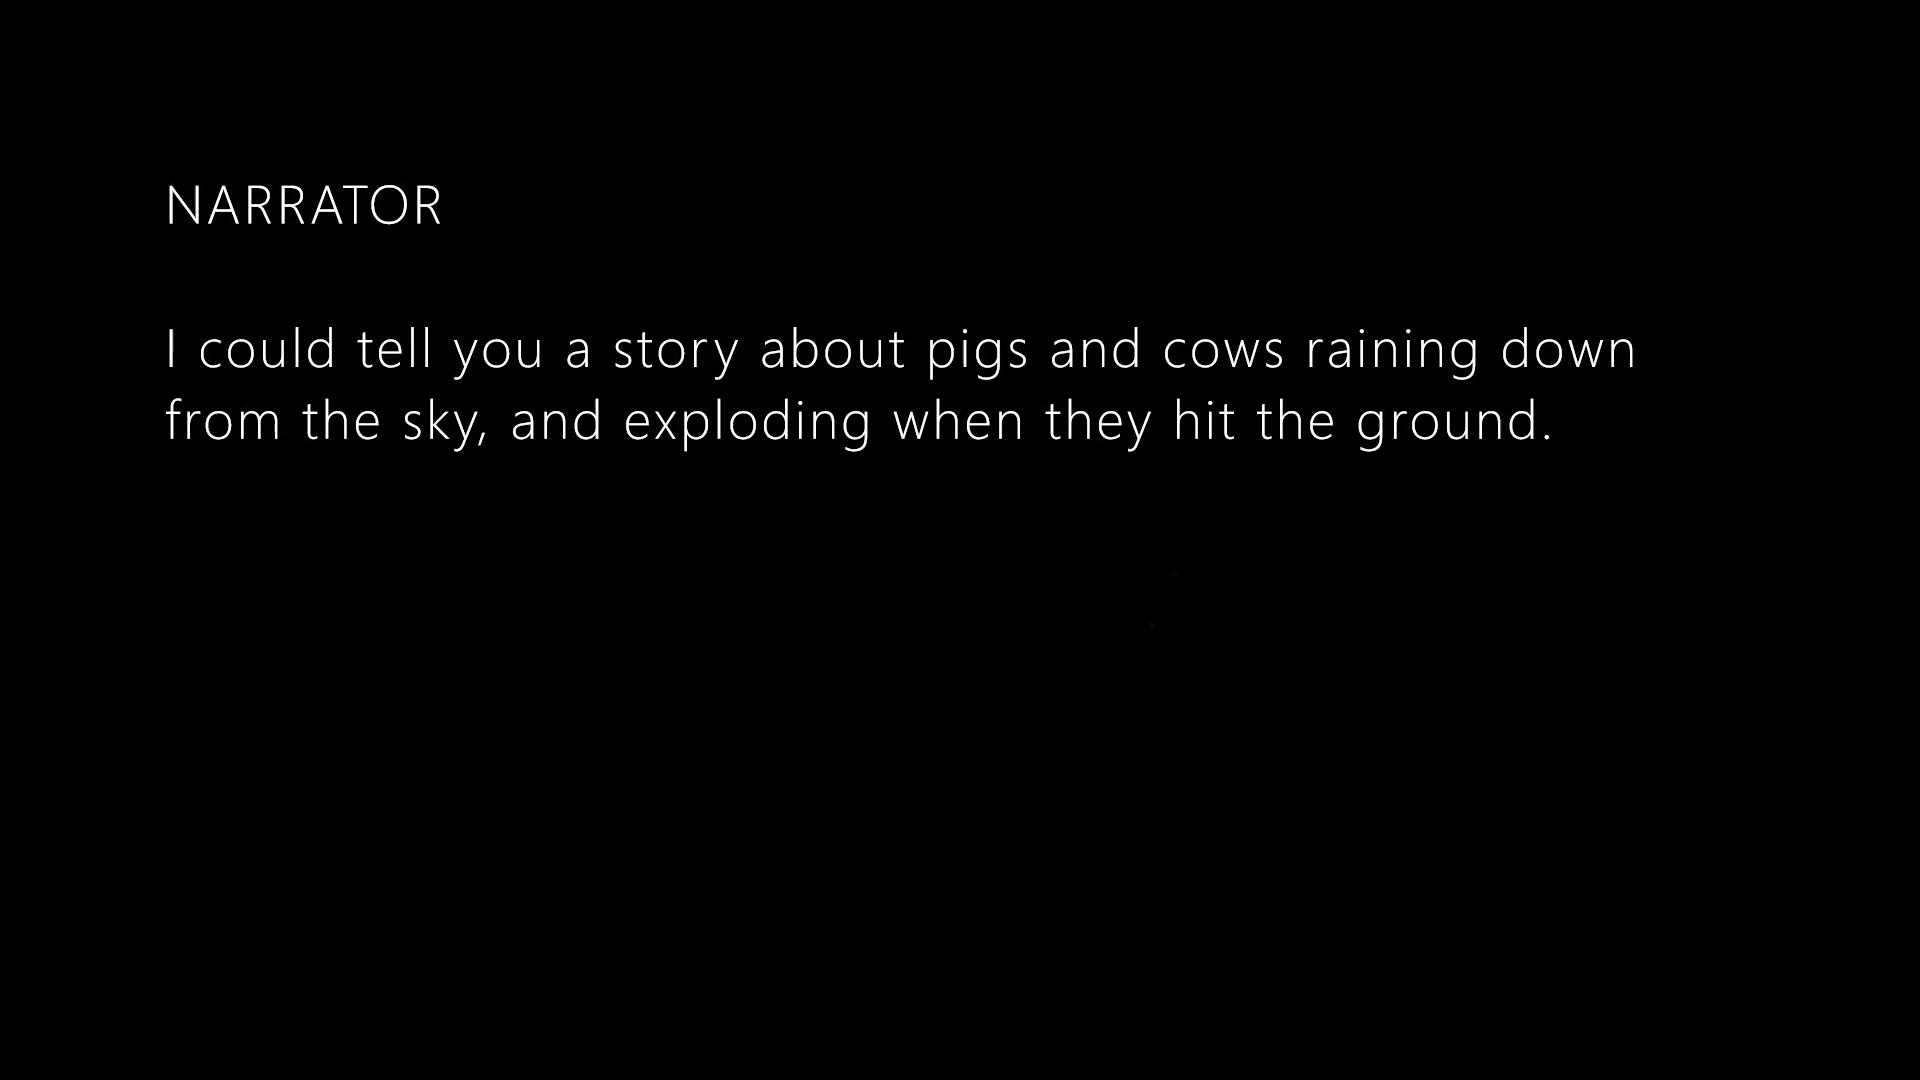 NARRATOR
I could tell you a story about pigs and cows raining down
from the sky, and exploding when they hit the ground.